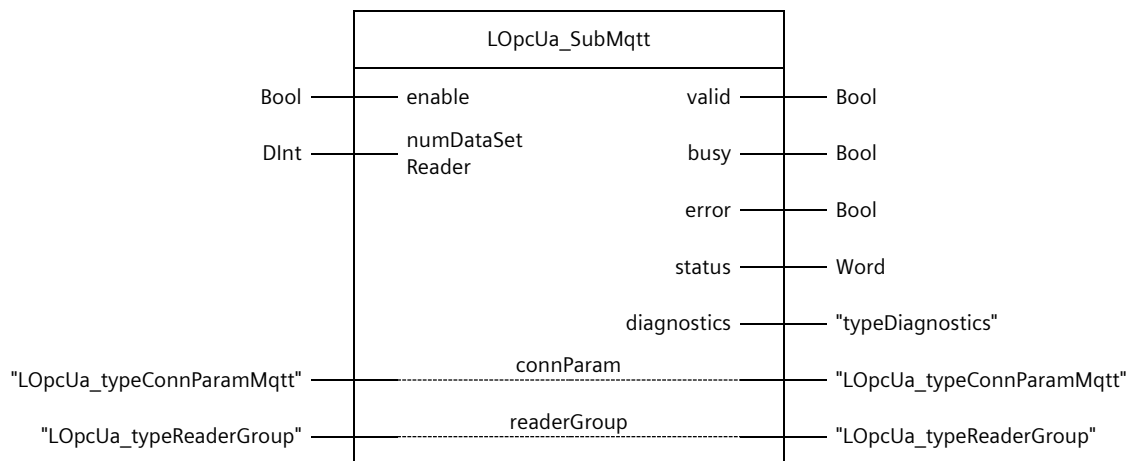 LOpcUa_SubMqtt
Bool enable valid Bool
DInt numDataSet busy Bool
Reader
error Bool
status Word
diagnostics "typeDiagnostics"
"LOpcUa_typeConnParamMqtt" connParam "LOpcUa_typeConnParamMqtt"
"LOpcUa_typeReaderGroup" readerGroup "LOpcUa_typeReaderGroup"